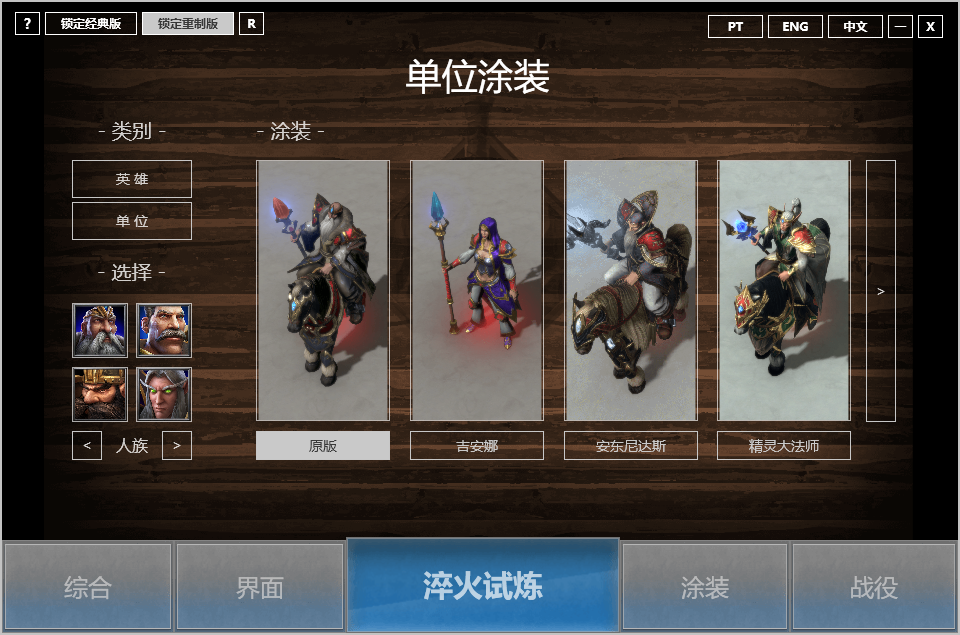 ? 锁定经典版 锁定重制版 R PT ENG 中文 — X
单位涂装
- 类别 - - 涂装 -
英 雄
单 位
- 选择 -
>
< 人族 > 原版 吉安娜 安东尼达斯 精灵大法师
综合 界面 淬火试炼 涂装 战役